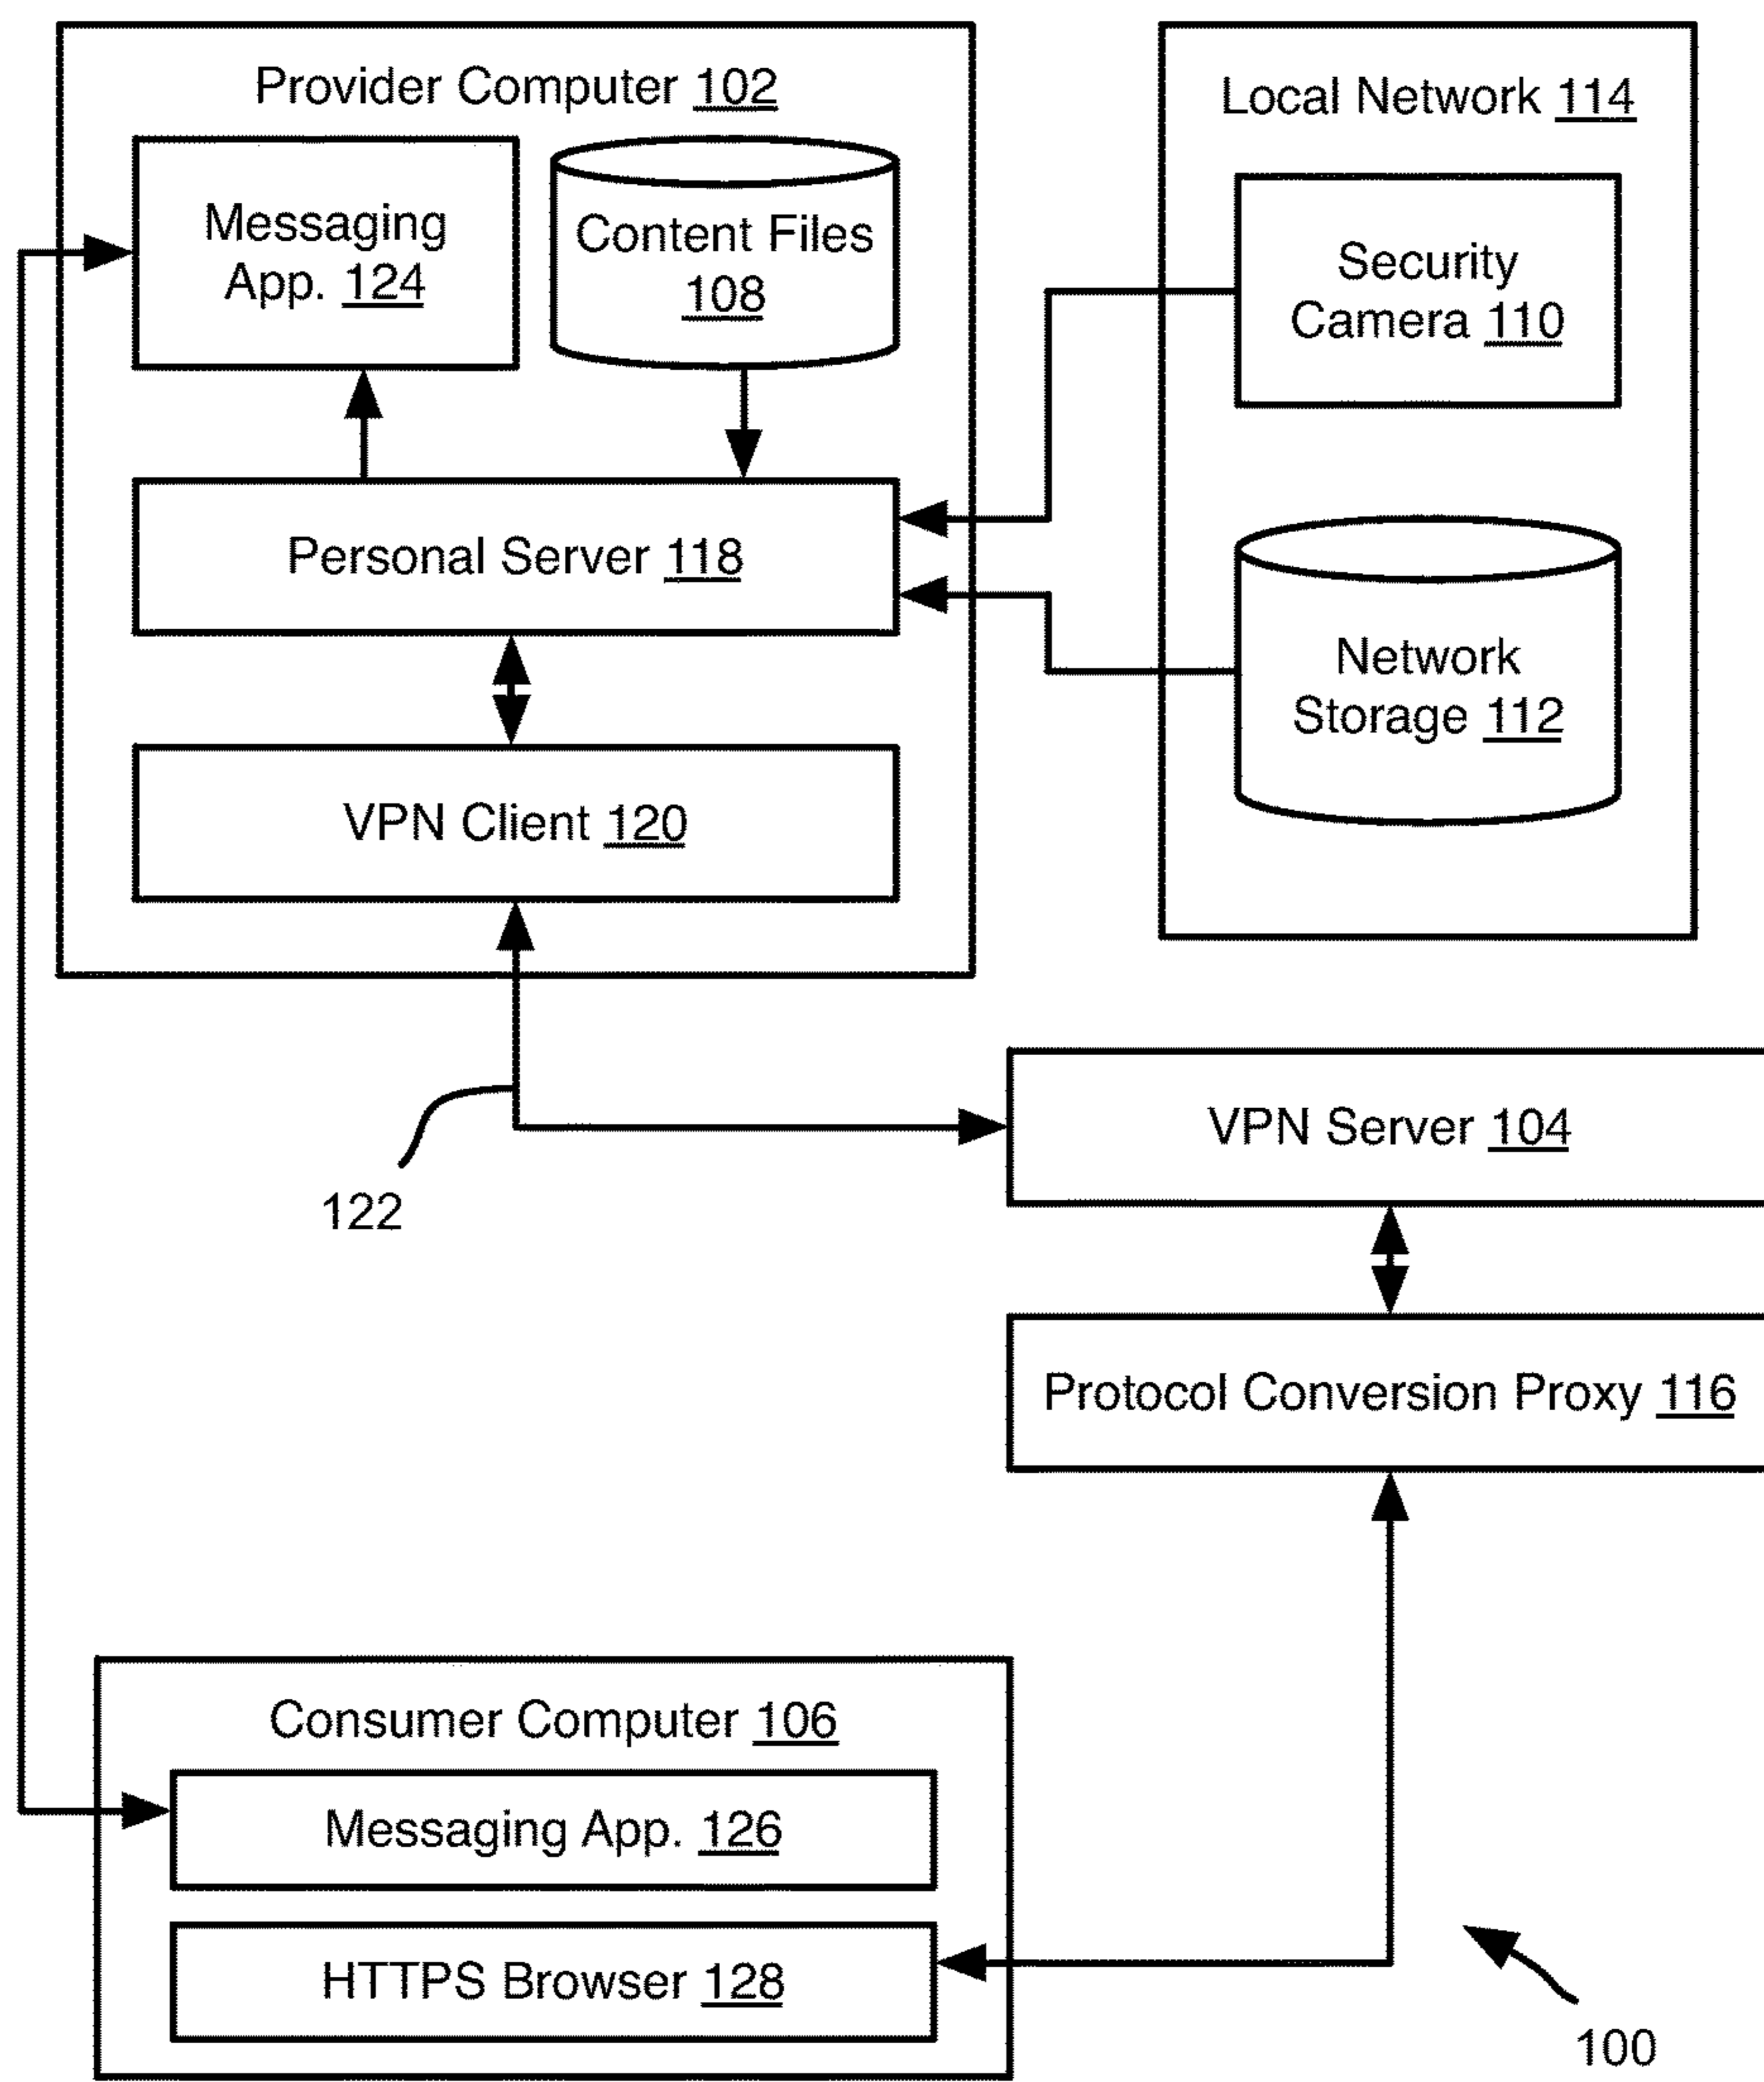 Provider Computer 102
Local Network 114
Messaging
App. 124
Content Files
108
Security
Camera 110
Personal Server 118
Network
Storage 112
VPN Client 120
122
VPN Server 104
Protocol Conversion Proxy 116
Consumer Computer 106
Messaging App. 126
HTTPS Browser 128
100